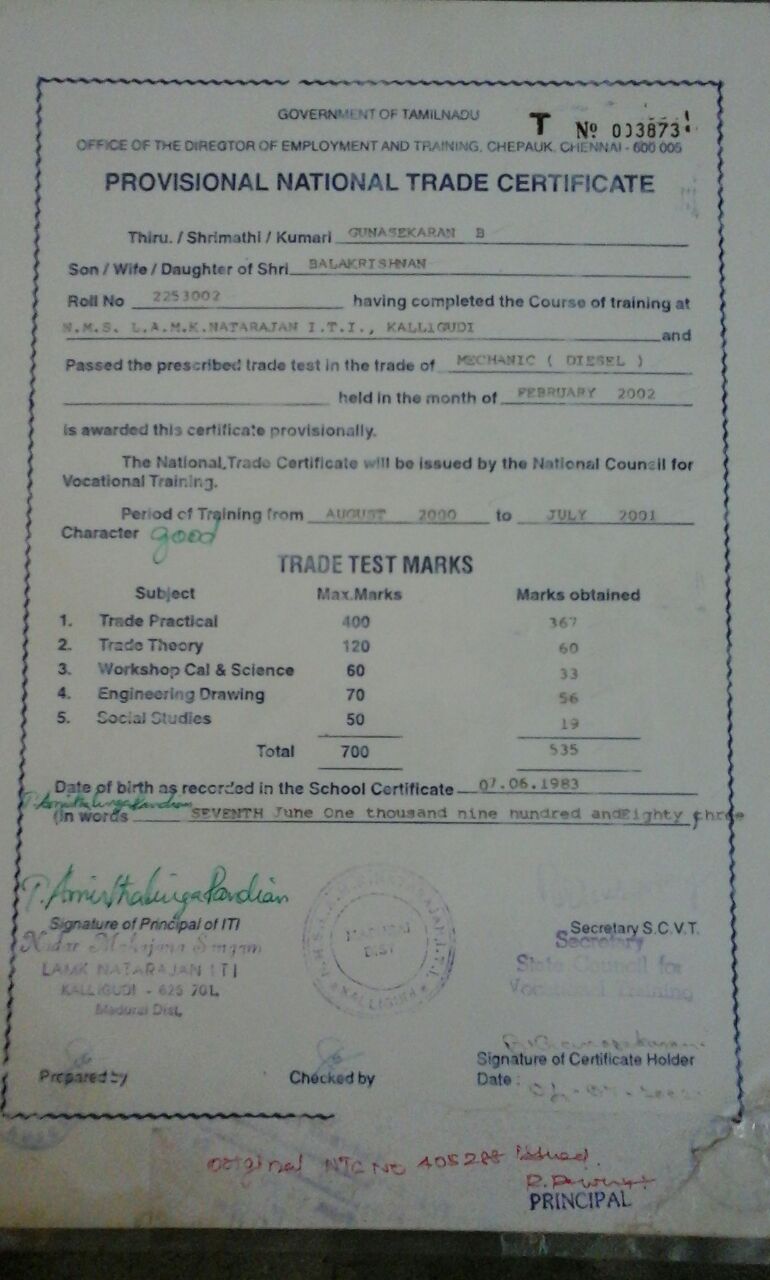 GOVERNMENT OF TAMILNADU
T Nº 003873
OFFICE OF THE DIRECTOR OF EMPLOYMENT AND TRAINING, CHEPAUK, CHENNAI - 600 005
PROVISIONAL NATIONAL TRADE CERTIFICATE
Thiru. / Shrimathi / Kumari GUNASEKARAN B
Son / Wife / Daughter of Shri BALAKRISHNAN
Roll No 2253002 having completed the Course of training at
N.M.S. L.A.M.K.NATARAJAN I.T.I., KALLIGUDI and
Passed the prescribed trade test in the trade of MECHANIC ( DIESEL )
held in the month of FEBRUARY 2002
is awarded this certificate provisionally.
The National Trade Certificate will be issued by the National Council for
Vocational Training.
Period of Training from AUGUST 2000 to JULY 2001
Character good
TRADE TEST MARKS
Subject Max.Marks Marks obtained
1. Trade Practical 400 367
2. Trade Theory 120 60
3. Workshop Cal & Science 60 33
4. Engineering Drawing 70 56
5. Social Studies 50 19
Total 700 535
Date of birth as recorded in the School Certificate 07.06.1983
T. AmirthalingaPandian
(In words SEVENTH June One thousand nine hundred andEighty three
T. AmirthalingaPandian
Signature of Principal of ITI
Nadar Mahajana Sangam
LAMK NATARAJAN ITI
KALLIGUDI - 625 701.
Madurai Dist.
MADURAI
DIST
KALLIGUDI
Secretary S.C.V.T.
Secretary
State Council for
Vocational Training
Signature of Certificate Holder
Prepared by Checked by Date :
original NTC NO 405288 issued
PRINCIPAL